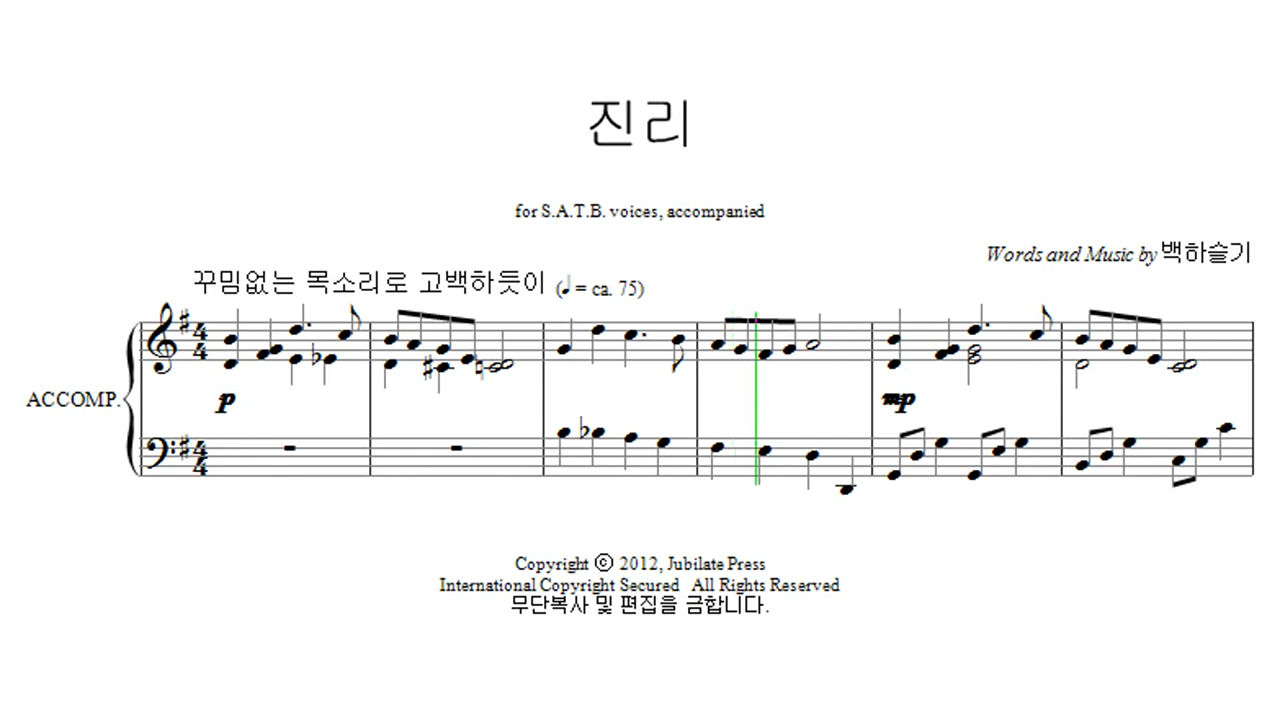 진리
for S.A.T.B. voices, accompanied
Words and Music by 백하슬기
꾸밈없는 목소리로 고백하듯이 (♩ = ca. 75)
ACCOMP.
p
mp
Copyright © 2012, Jubilate Press
International Copyright Secured All Rights Reserved
무단복사 및 편집을 금합니다.